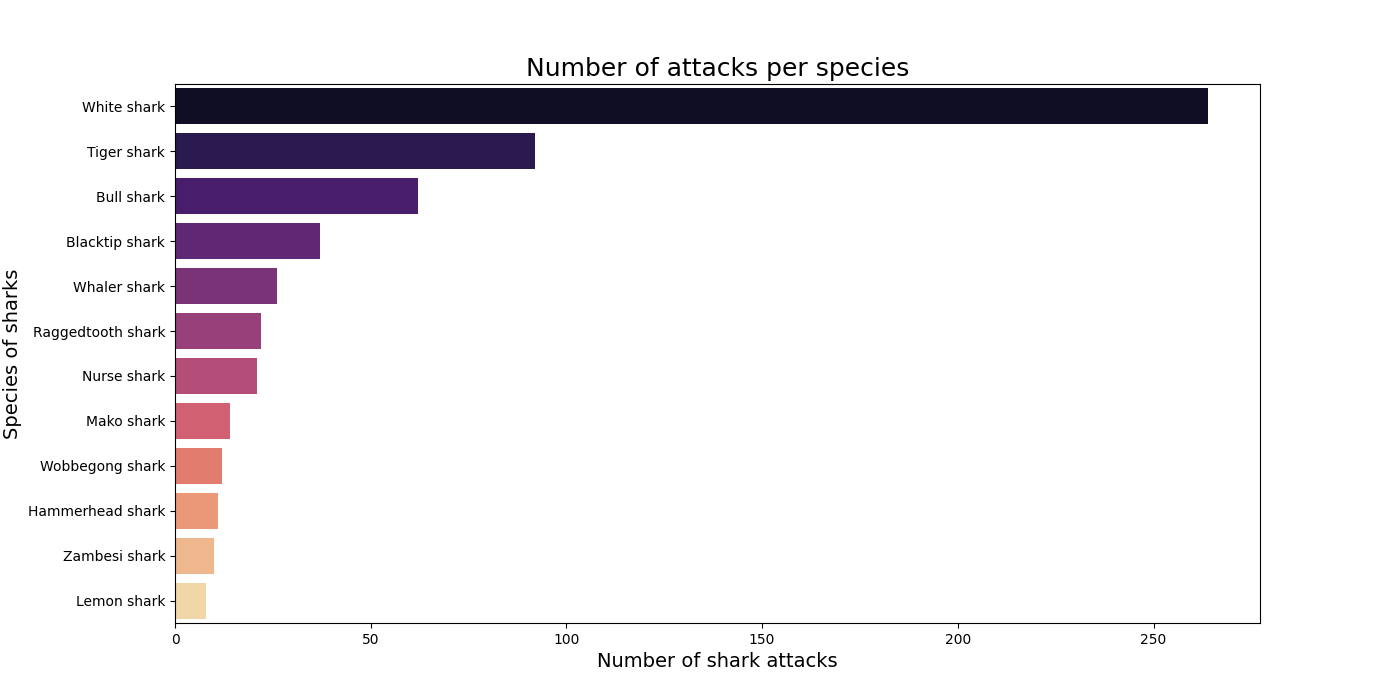 Number of attacks per species
Species of sharks
White shark
Tiger shark
Bull shark
Blacktip shark
Whaler shark
Raggedtooth shark
Nurse shark
Mako shark
Wobbegong shark
Hammerhead shark
Zambesi shark
Lemon shark
0 50 100 150 200 250
Number of shark attacks